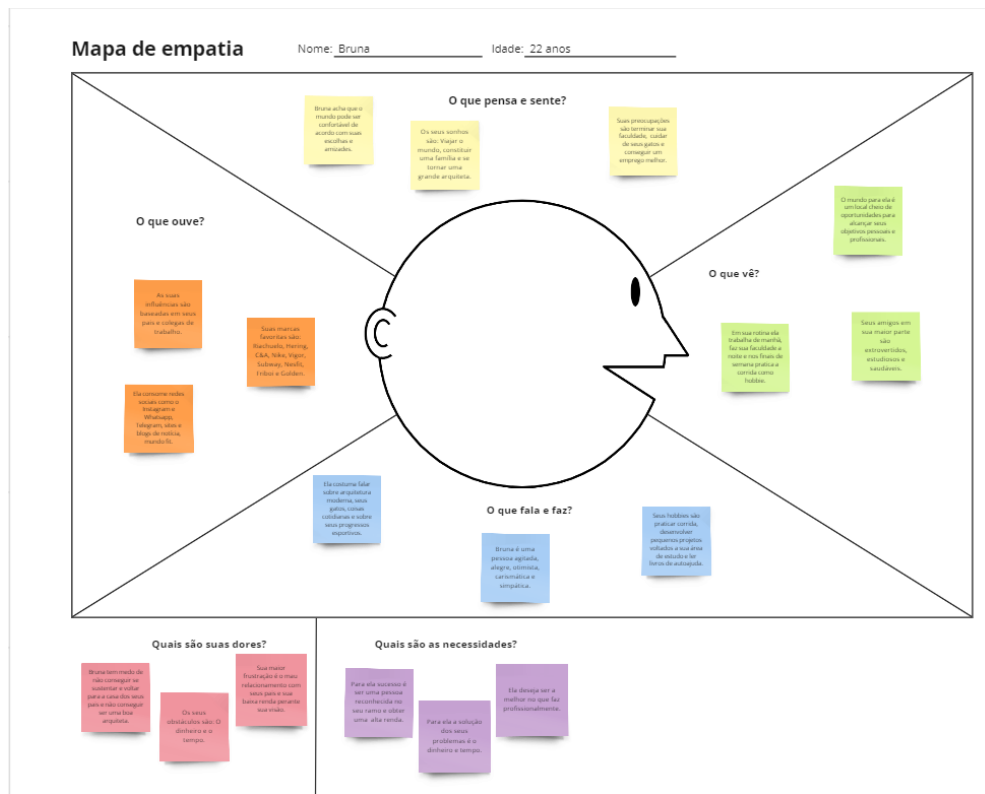 Mapa de empatia
Nome: Bruna
Idade: 22 anos
O que pensa e sente?
Bruna acha que o
mundo pode ser
confortável de
acordo com suas
escolhas e
amizades.
Os seus sonhos
são: Viajar o
mundo, constituir
uma família e se
tornar uma
grande arquiteta.
Suas preocupações
são terminar sua
faculdade, cuidar
de seus gatos e
conseguir um
emprego melhor.
O que ouve?
As suas
influências são
baseadas em seus
pais e colegas de
trabalho.
Suas marcas
favoritas são:
Riachuelo, Hering,
C&A, Nike, Vigor,
Subway, Nesfit,
Friboi e Golden.
Ela consome redes
sociais como o
Instagram e
Whatsapp,
Telegram, sites e
blogs de notícia,
mundo fit.
O que vê?
O mundo para ela é
um local cheio de
oportunidades para
alcançar seus
objetivos pessoais e
profissionais.
Em sua rotina ela
trabalha de manhã,
faz sua faculdade a
noite e nos finais de
semana pratica a
corrida como
hobbie.
Seus amigos em
sua maior parte
são
extrovertidos,
estudiosos e
saudáveis.
O que fala e faz?
Ela costume falar
sobre arquitetura
moderna, seus
gatos, coisas
cotidianas e sobre
seus progressos
esportivos.
Bruna é uma
pessoa agitada,
alegre, otimista,
carismática e
simpática.
Seus hobbies são
praticar corrida,
desenvolver
pequenos projetos
voltados a sua área
de estudo e ler
livros de autoajuda.
Quais são suas dores?
Bruna tem medo de
não conseguir se
sustentar e voltar
para a casa dos seus
pais e não conseguir
ser uma boa
arquiteta.
Os seus
obstáculos são: O
dinheiro e o
tempo.
Sua maior
frustração é o mau
relacionamento com
seus pais e sua
baixa renda perante
sua visão.
Quais são as necessidades?
Para ela sucesso é
ser uma pessoa
reconhecida no
seu ramo e obter
uma alta renda.
Para ela a solução
dos seus
problemas é o
dinheiro e tempo.
Ela deseja ser a
melhor no que faz
profissionalmente.